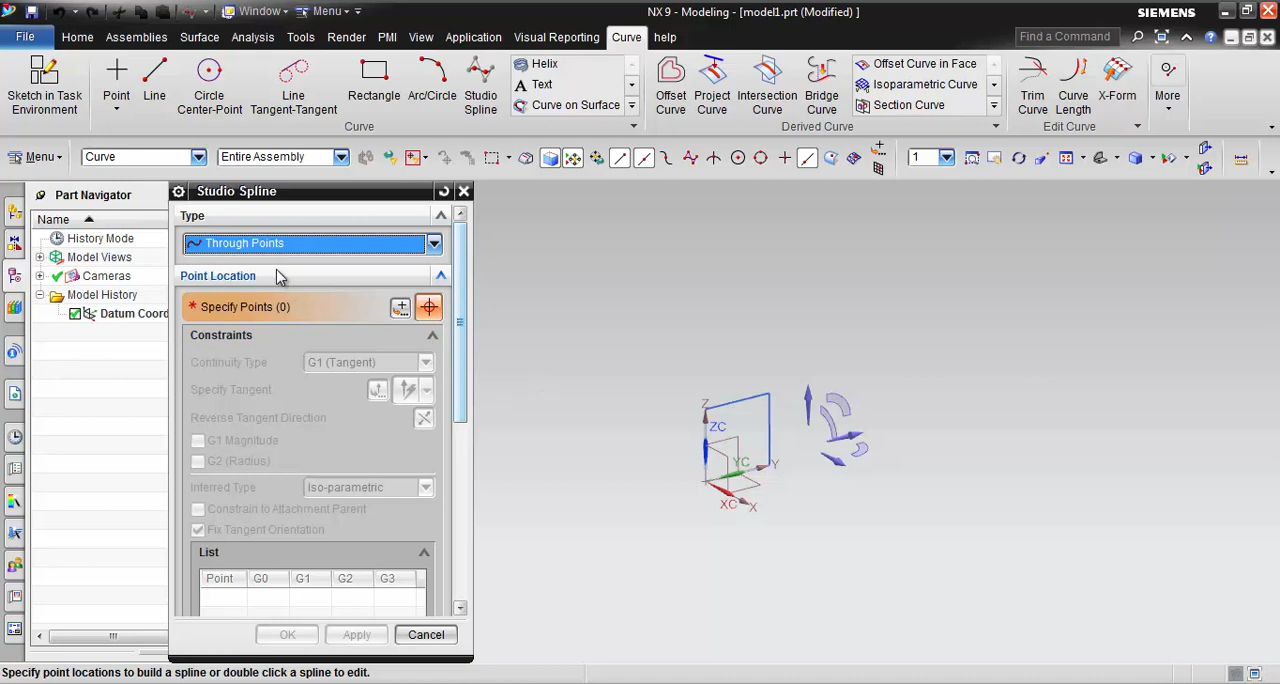 Window
Menu
NX 9 - Modeling - [model1.prt (Modified) ]
SIEMENS
File
Home
Assemblies
Surface
Analysis
Tools
Render
PMI
View
Application
Visual Reporting
Curve
help
Find a Command
Sketch in Task Environment
Point
Line
Circle Center-Point
Line Tangent-Tangent
Rectangle
Arc/Circle
Studio Spline
Helix
Text
Curve on Surface
Offset Curve
Project Curve
Intersection Curve
Bridge Curve
Offset Curve in Face
Isoparametric Curve
Section Curve
Trim Curve
Curve Length
X-Form
More
Curve
Derived Curve
Edit Curve
Menu
Curve
Entire Assembly
1
Part Navigator
Name
History Mode
Model Views
Cameras
Model History
Datum Coord
Studio Spline
Type
Through Points
Point Location
* Specify Points (0)
Constraints
Continuity Type
G1 (Tangent)
Specify Tangent
Reverse Tangent Direction
G1 Magnitude
G2 (Radius)
Inferred Type
Iso-parametric
Constrain to Attachment Parent
Fix Tangent Orientation
List
Point G0 G1 G2 G3
OK
Apply
Cancel
Z
ZC
YC
Y
XC
X
Specify point locations to build a spline or double click a spline to edit.